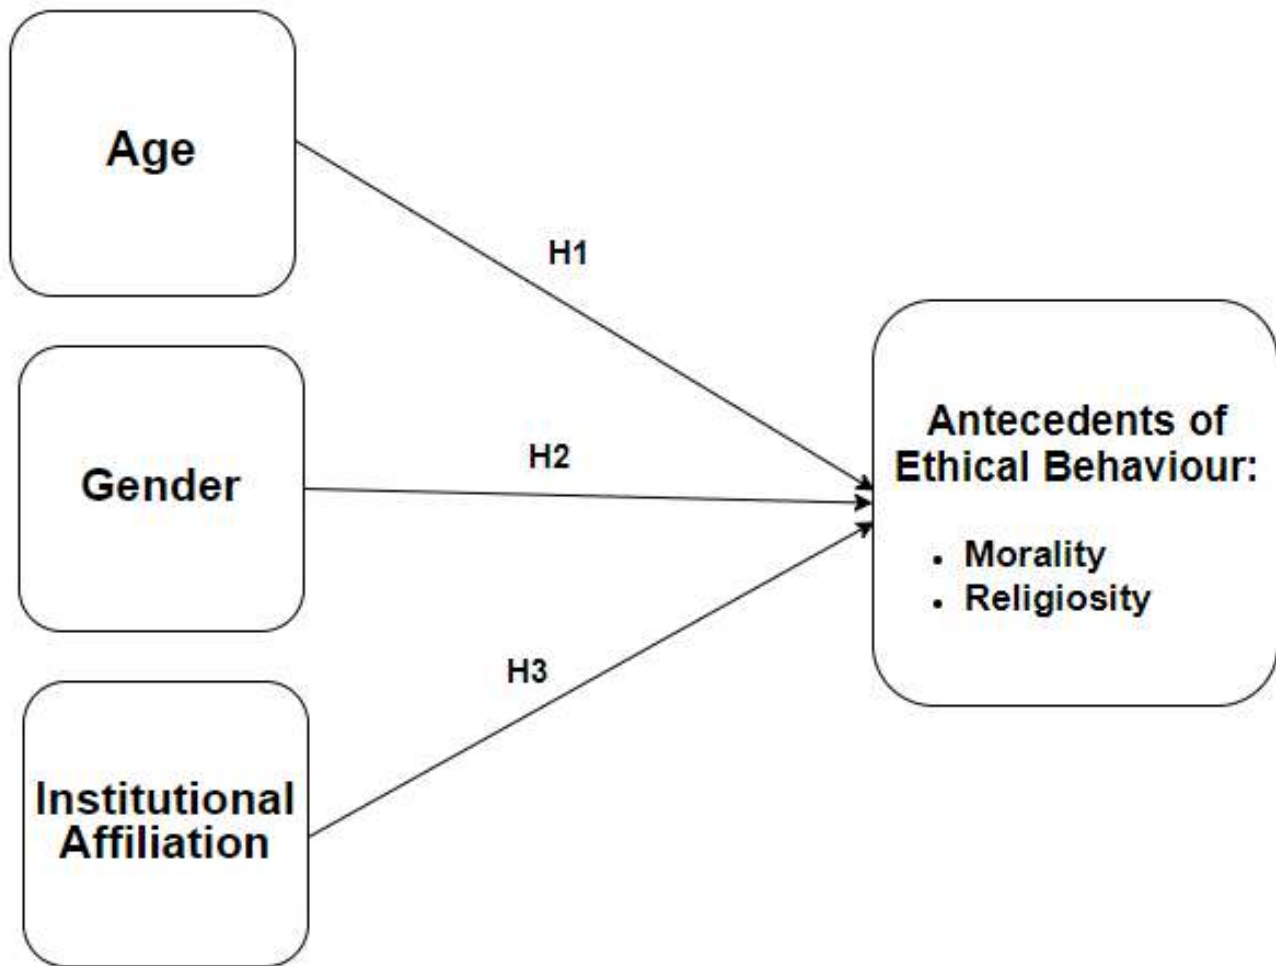 Age
H1
Gender
H2
Institutional
Affiliation
H3
Antecedents of
Ethical Behaviour:
• Morality
• Religiosity